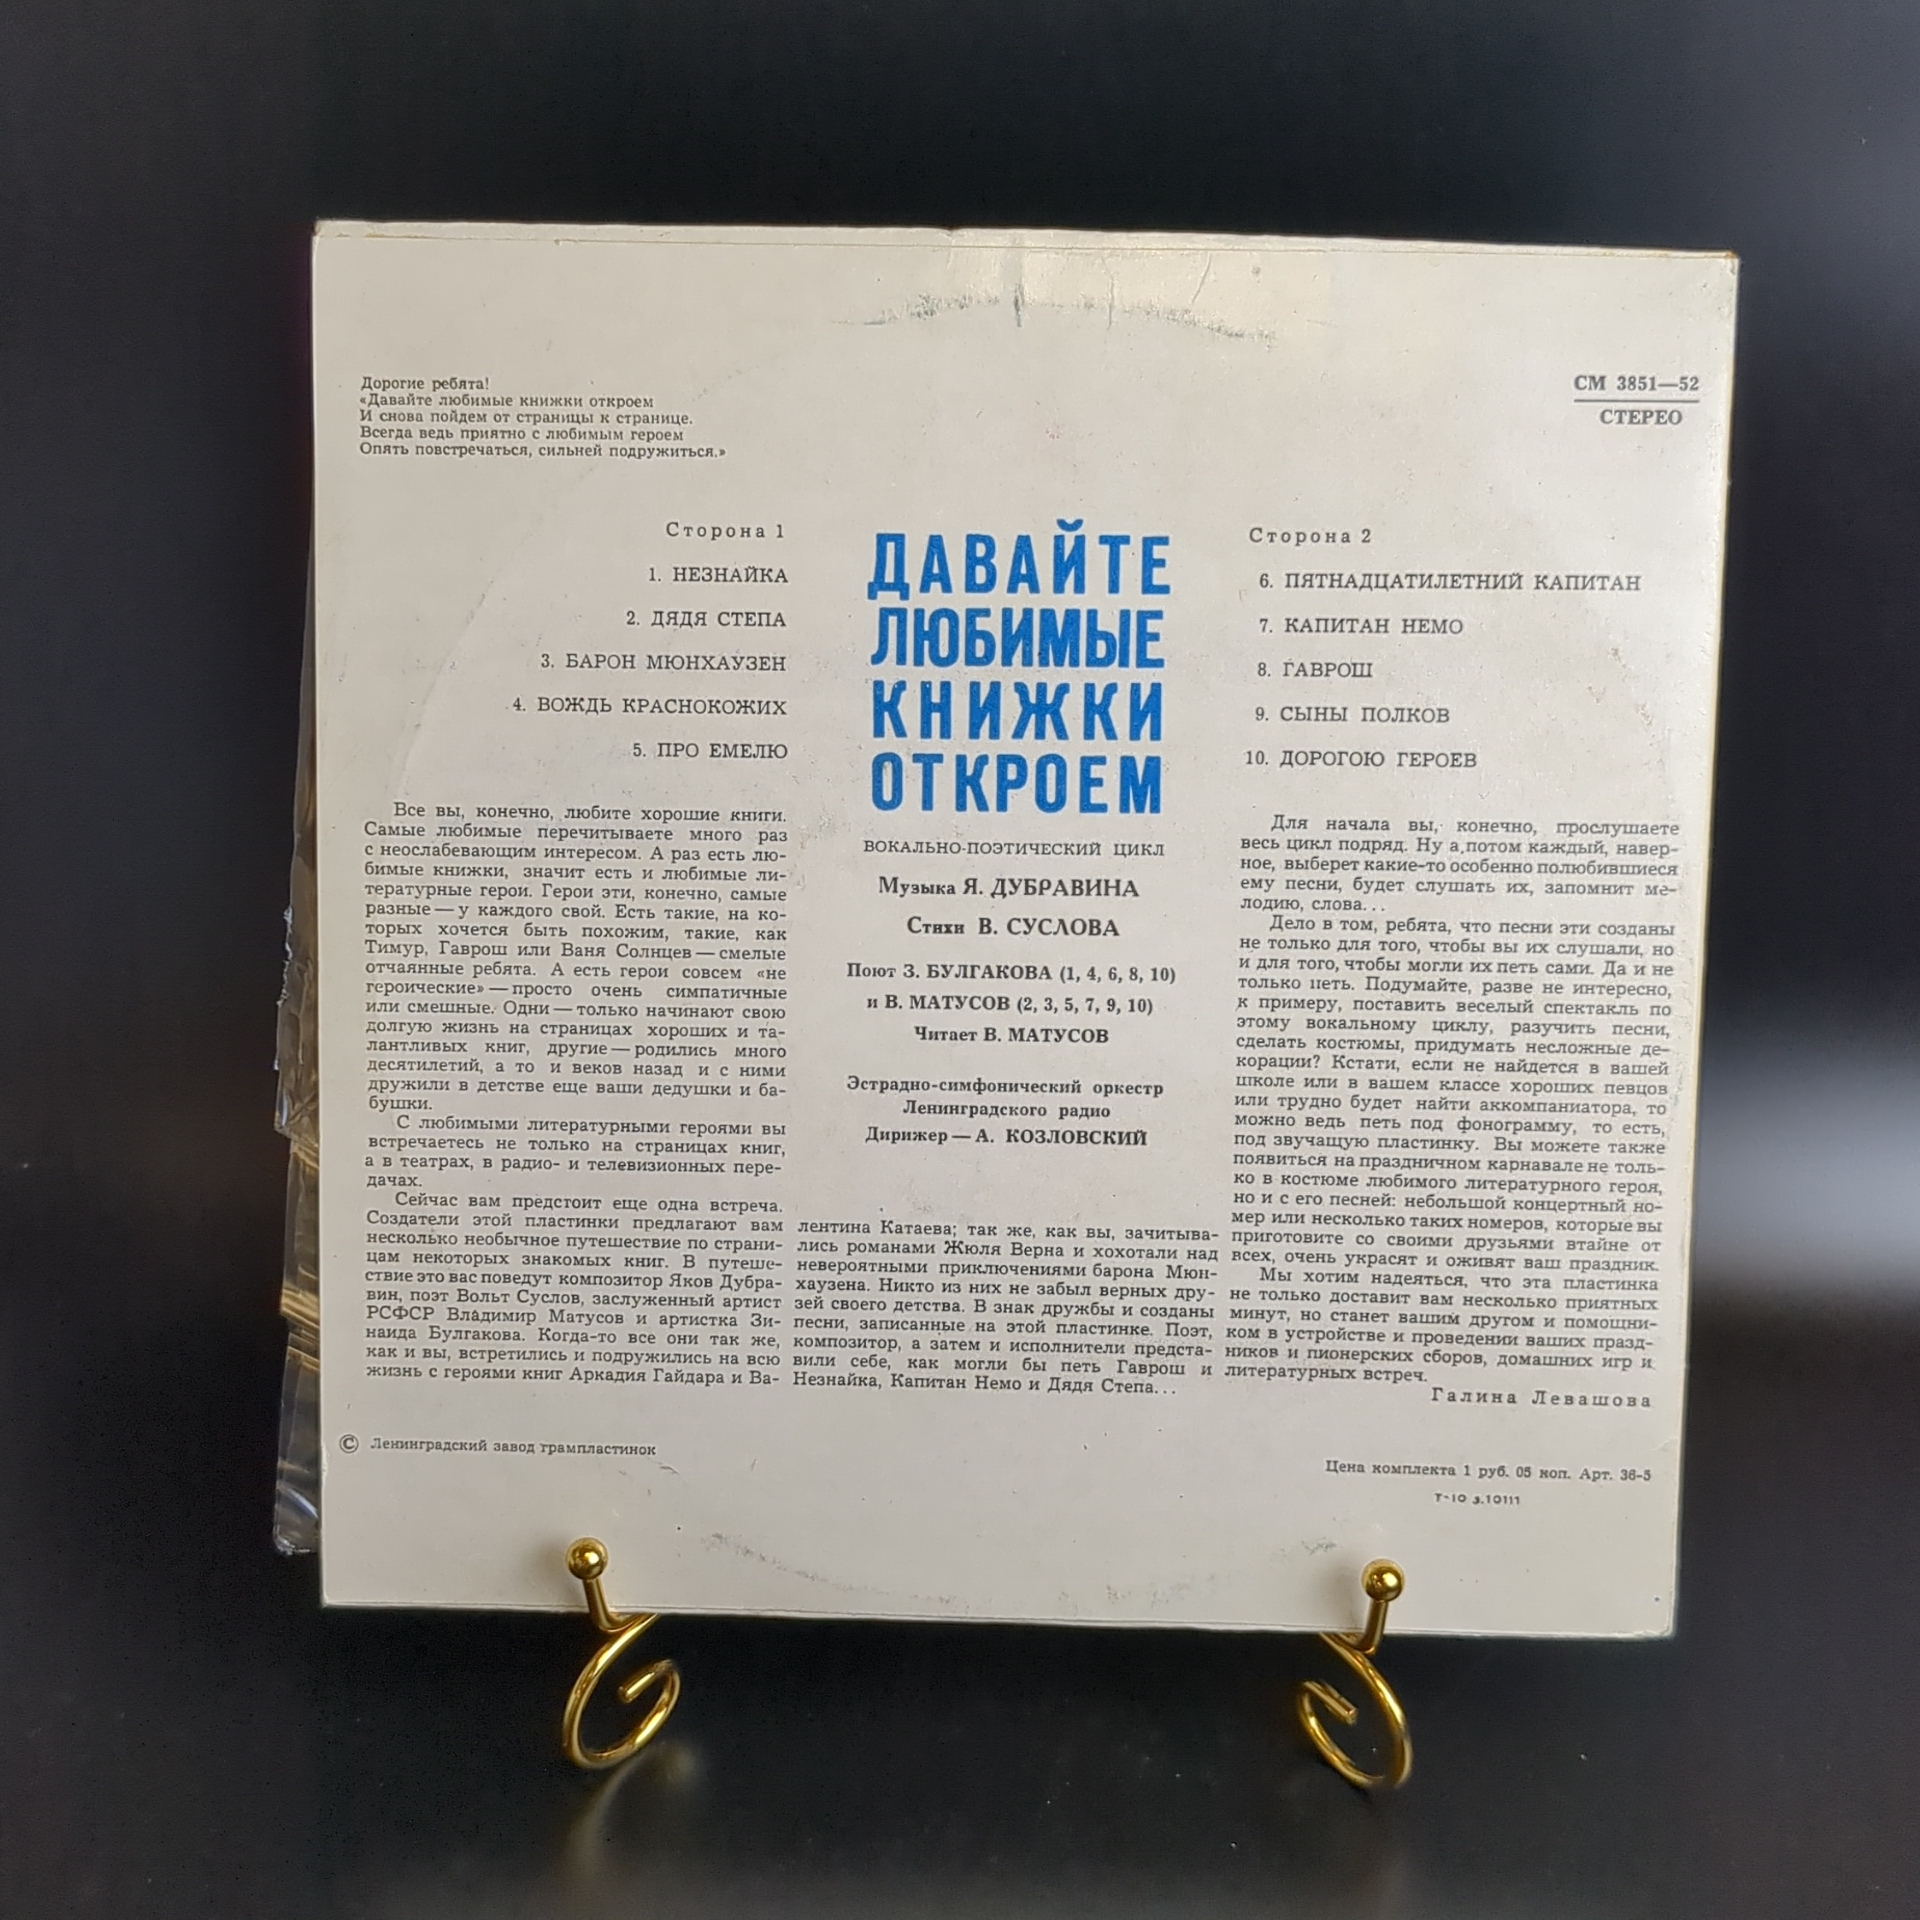 Дорогие ребята!
«Давайте любимые книжки откроем
И снова пойдем от страницы к странице.
Всегда ведь приятно с любимым героем
Опять повстречаться, сильней подружиться.»
СМ 3851—52
СТЕРЕО
Сторона 1
1. НЕЗНАЙКА
2. ДЯДЯ СТЕПА
3. БАРОН МЮНХАУЗЕН
4. ВОЖДЬ КРАСНОКОЖИХ
5. ПРО ЕМЕЛЮ
ДАВАЙТЕ
ЛЮБИМЫЕ
КНИЖКИ
ОТКРОЕМ
ВОКАЛЬНО-ПОЭТИЧЕСКИЙ ЦИКЛ
Музыка Я. ДУБРАВИНА
Стихи В. СУСЛОВА
Поют З. БУЛГАКОВА (1, 4, 6, 8, 10)
и В. МАТУСОВ (2, 3, 5, 7, 9, 10)
Читает В. МАТУСОВ
Эстрадно-симфонический оркестр
Ленинградского радио
Дирижер — А. КОЗЛОВСКИЙ
Сторона 2
6. ПЯТНАДЦАТИЛЕТНИЙ КАПИТАН
7. КАПИТАН НЕМО
8. ГАВРОШ
9. СЫНЫ ПОЛКОВ
10. ДОРОГОЮ ГЕРОЕВ
Все вы, конечно, любите хорошие книги.
Самые любимые перечитываете много раз
с неослабевающим интересом. А раз есть лю-
бимые книжки, значит есть и любимые ли-
тературные герои. Герои эти, конечно, самые
разные — у каждого свой. Есть такие, на ко-
торых хочется быть похожим, такие, как
Тимур, Гаврош или Ваня Солнцев — смелые
отчаянные ребята. А есть герои совсем «не
героические» — просто очень симпатичные
или смешные. Одни — только начинают свою
долгую жизнь на страницах хороших и та-
лантливых книг, другие — родились много
десятилетий, а то и веков назад и с ними
дружили в детстве еще ваши дедушки и ба-
бушки.
С любимыми литературными героями вы
встречаетесь не только на страницах книг,
а в театрах, в радио- и телевизионных пере-
дачах.
Сейчас вам предстоит еще одна встреча.
Создатели этой пластинки предлагают вам
несколько необычное путешествие по страни-
цам некоторых знакомых книг. В путеше-
ствие это вас поведут композитор Яков Дубра-
вин, поэт Вольт Суслов, заслуженный артист
РСФСР Владимир Матусов и артистка Зи-
наида Булгакова. Когда-то все они так же,
как и вы, встретились и подружились на всю
жизнь с героями книг Аркадия Гайдара и Ва-
лентина Катаева; так же, как вы, зачитыва-
лись романами Жюля Верна и хохотали над
невероятными приключениями барона Мюн-
хаузена. Никто из них не забыл верных дру-
зей своего детства. В знак дружбы и созданы
песни, записанные на этой пластинке. Поэт,
композитор, а затем и исполнители предста-
вили себе, как могли бы петь Гаврош и
Незнайка, Капитан Немо и Дядя Степа...
Для начала вы, конечно, прослушаете
весь цикл подряд. Ну а потом каждый, навер-
ное, выберет какие-то особенно полюбившиеся
ему песни, будет слушать их, запомнит ме-
лодию, слова...
Дело в том, ребята, что песни эти созданы
не только для того, чтобы вы их слушали, но
и для того, чтобы могли их петь сами. Да и не
только петь. Подумайте, разве не интересно,
к примеру, поставить веселый спектакль по
этому вокальному циклу, разучить песни,
сделать костюмы, придумать несложные де-
корации? Кстати, если не найдется в вашей
школе или в вашем классе хороших певцов
или трудно будет найти аккомпаниатора, то
можно ведь петь под фонограмму, то есть,
под звучащую пластинку. Вы можете также
появиться на праздничном карнавале не толь-
ко в костюме любимого литературного героя,
но и с его песней: небольшой концертный но-
мер или несколько таких номеров, которые вы
приготовите со своими друзьями втайне от
всех, очень украсят и оживят ваш праздник.
Мы хотим надеяться, что эта пластинка
не только доставит вам несколько приятных
минут, но станет вашим другом и помощни-
ком в устройстве и проведении ваших празд-
ников и пионерских сборов, домашних игр и
литературных встреч.
Галина Левашова
© Ленинградский завод грампластинок
Цена комплекта 1 руб. 05 коп. Арт. 36-5
Т-10 з.10111